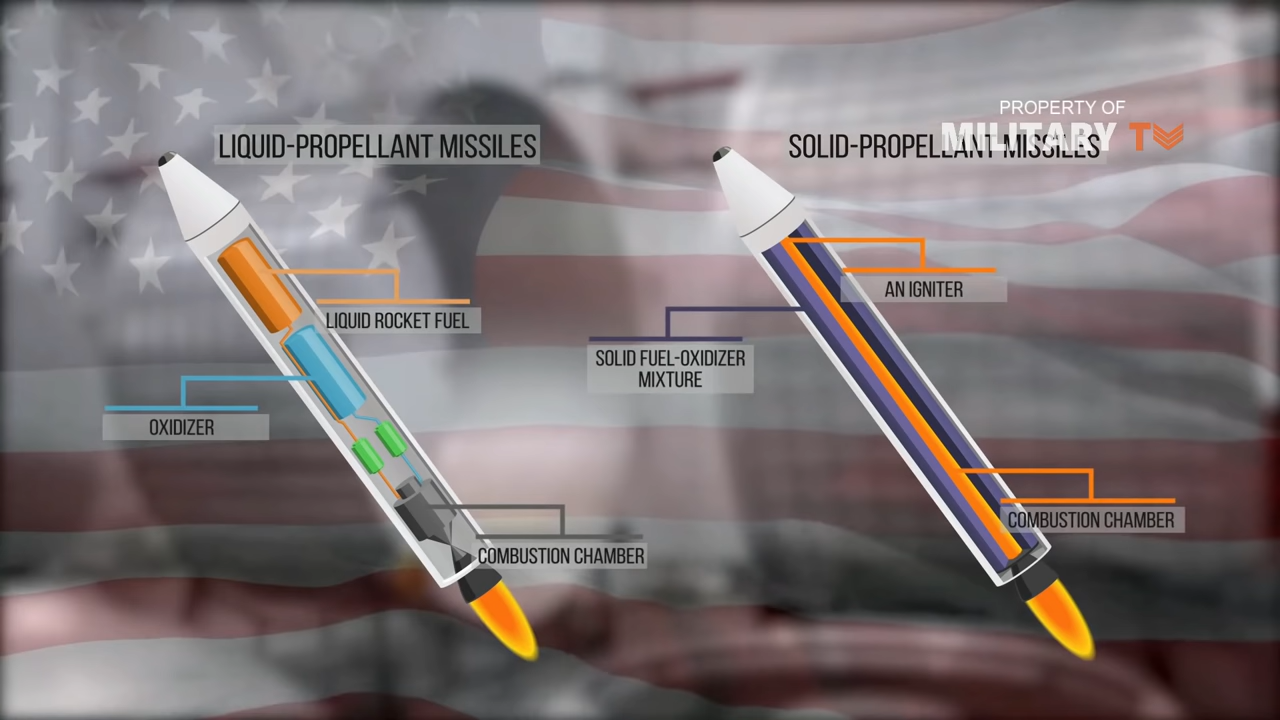 PROPERTY OF
MILITARY TV
LIQUID-PROPELLANT MISSILES
SOLID-PROPELLANT MISSILES
LIQUID ROCKET FUEL
OXIDIZER
COMBUSTION CHAMBER
AN IGNITER
SOLID FUEL-OXIDIZER
MIXTURE
COMBUSTION CHAMBER